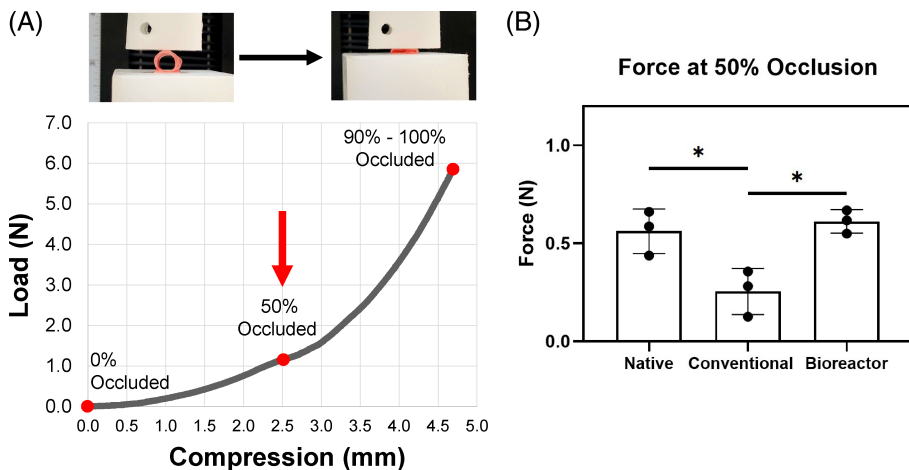 (A)
7.0
6.0
5.0
4.0
3.0
2.0
1.0
0.0
Load (N)
90% - 100%
Occluded
50%
Occluded
0%
Occluded
0.0 0.5 1.0 1.5 2.0 2.5 3.0 3.5 4.0 4.5 5.0
Compression (mm)
(B)
Force at 50% Occlusion
1.0
0.5
0.0
Force (N)
*
*
Native Conventional Bioreactor